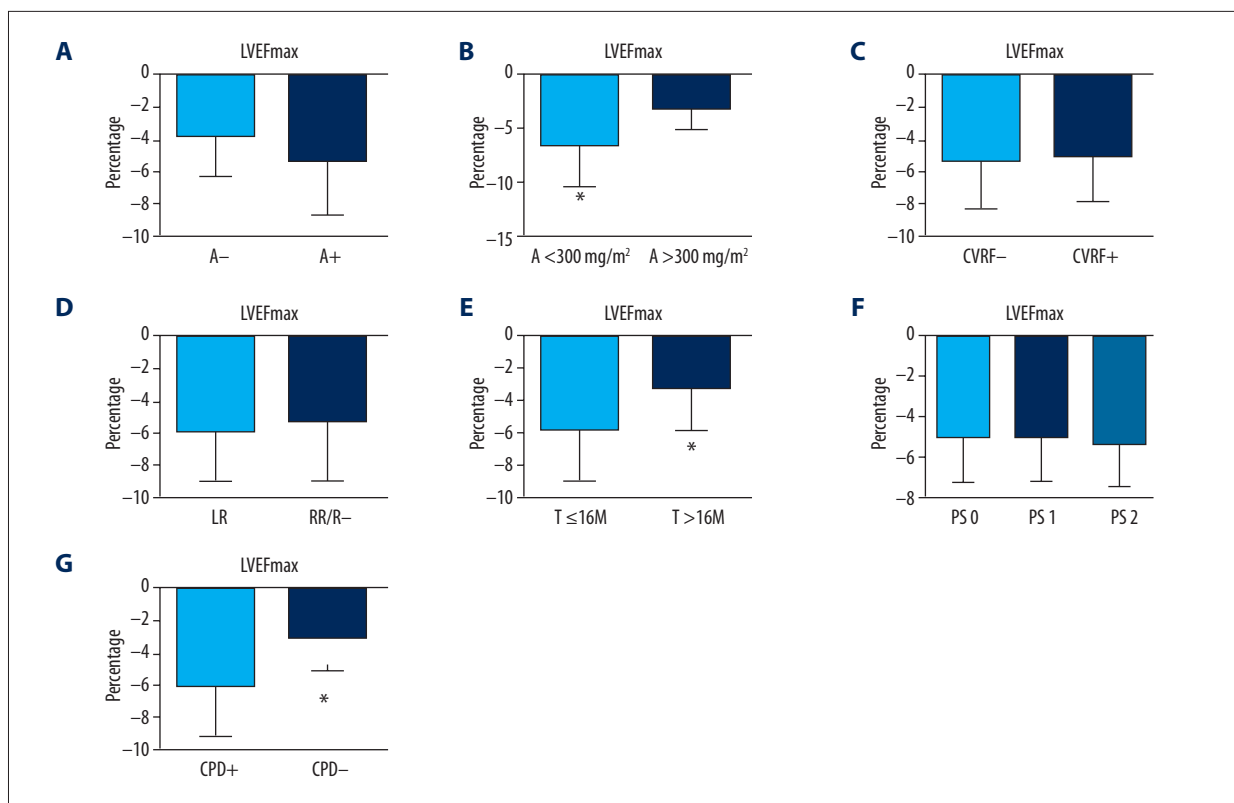 A
LVEFmax
Percentage
0
−2
−4
−6
−8
−10
A−
A+
B
LVEFmax
Percentage
0
−5
−10
−15
*
A <300 mg/m²
A >300 mg/m²
C
LVEFmax
Percentage
0
−2
−4
−6
−8
−10
CVRF−
CVRF+
D
LVEFmax
Percentage
0
−2
−4
−6
−8
−10
LR
RR/R−
E
LVEFmax
Percentage
0
−2
−4
−6
−8
−10
*
T ≤16M
T >16M
F
LVEFmax
Percentage
0
−2
−4
−6
−8
PS 0
PS 1
PS 2
G
LVEFmax
Percentage
0
−2
−4
−6
−8
−10
*
CPD+
CPD−